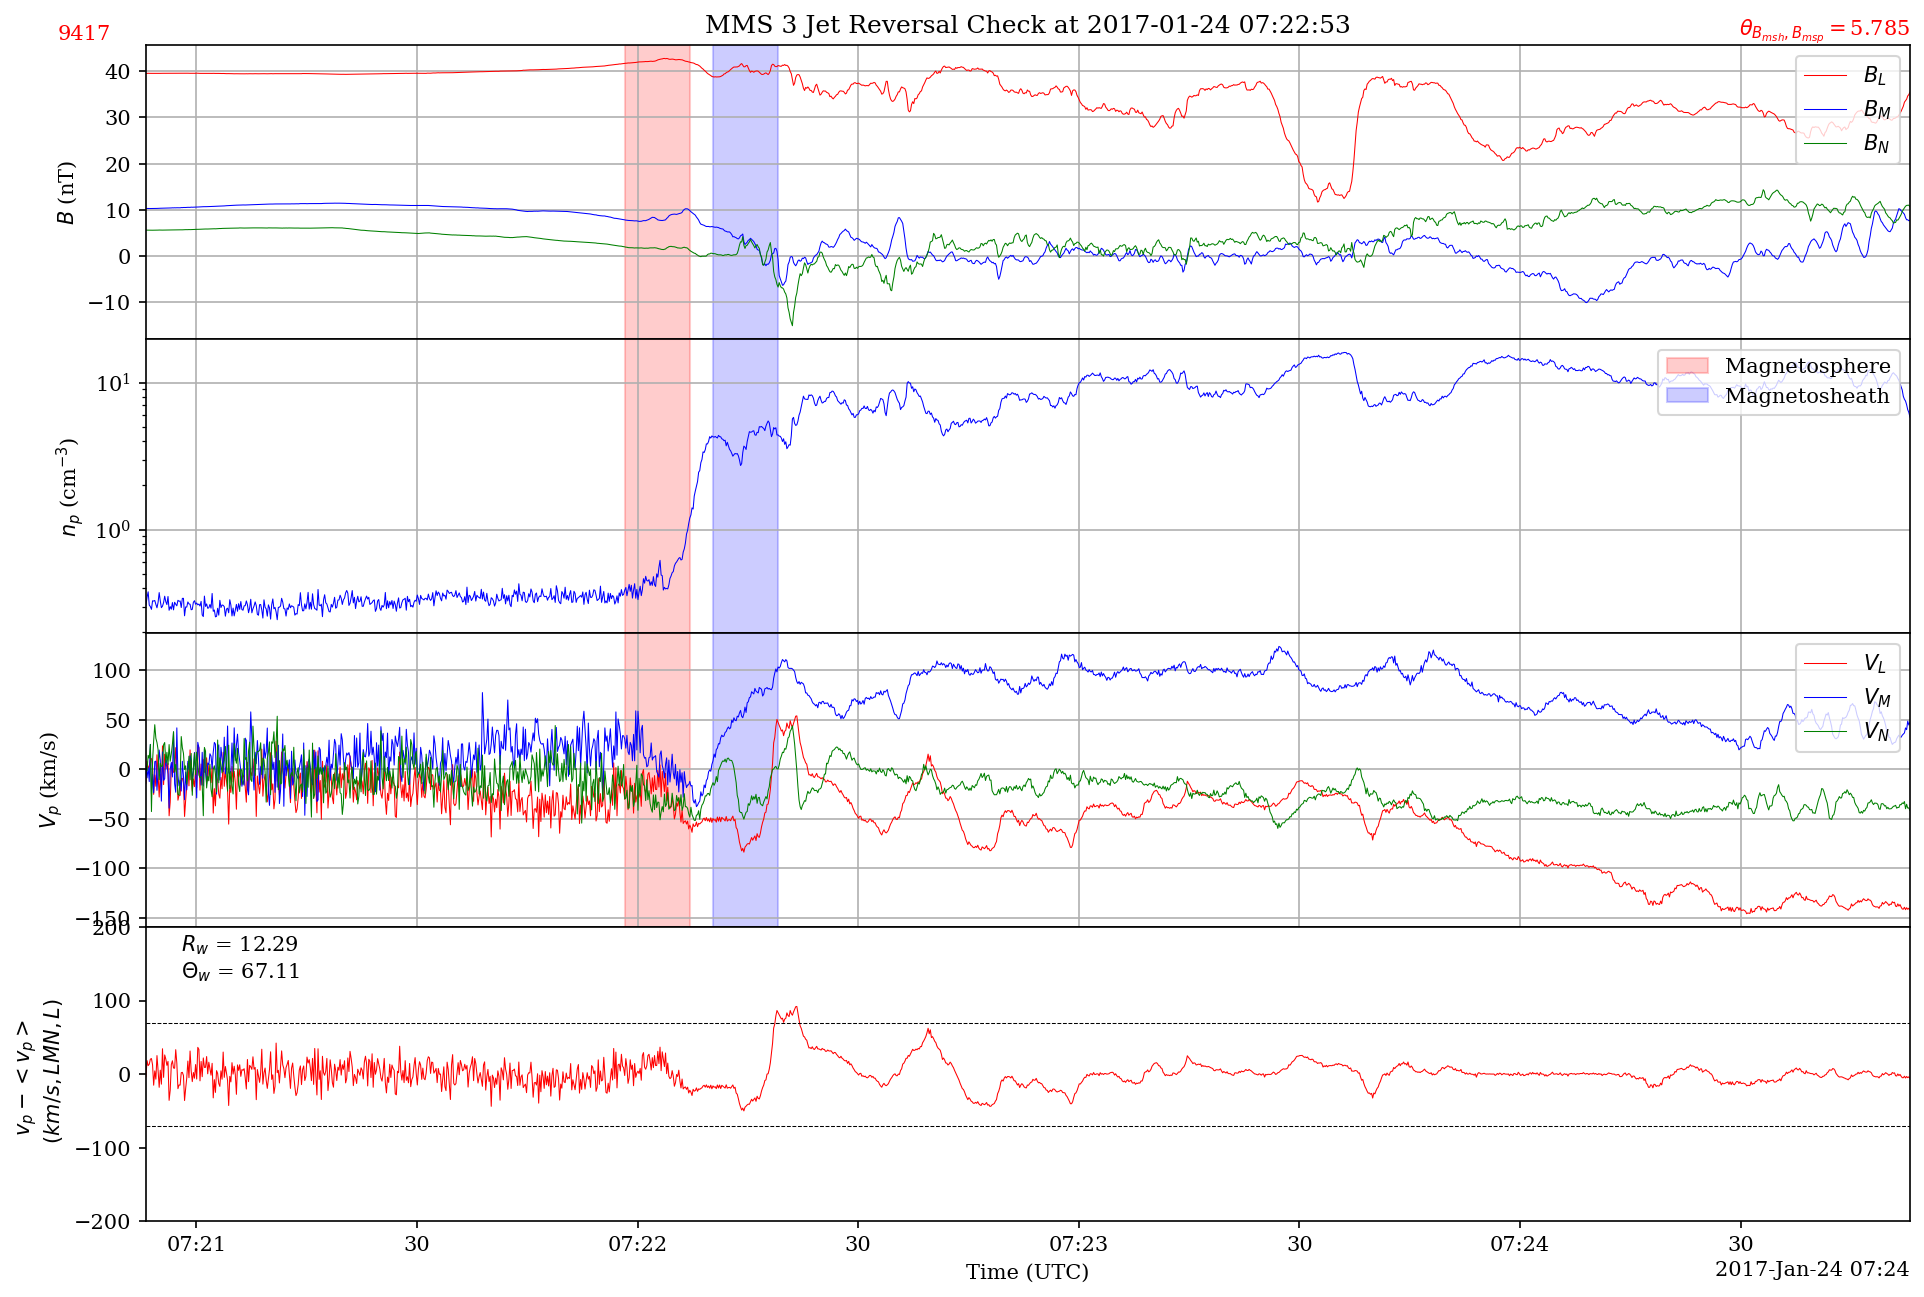 9417
MMS 3 Jet Reversal Check at 2017-01-24 07:22:53
θ_{B_{msh}, B_{msp}} = 5.785
40
30
20
10
0
−10
B (nT)
B_L
B_M
B_N
10¹
10⁰
n_p (cm⁻³)
Magnetosphere
Magnetosheath
100
50
0
−50
−100
−150
V_p (km/s)
V_L
V_M
V_N
200
100
0
−100
−200
v_p − < v_p >
(km/s, LMN, L)
R_w = 12.29
Θ_w = 67.11
07:21 30 07:22 30 07:23 30 07:24 30
Time (UTC)
2017-Jan-24 07:24